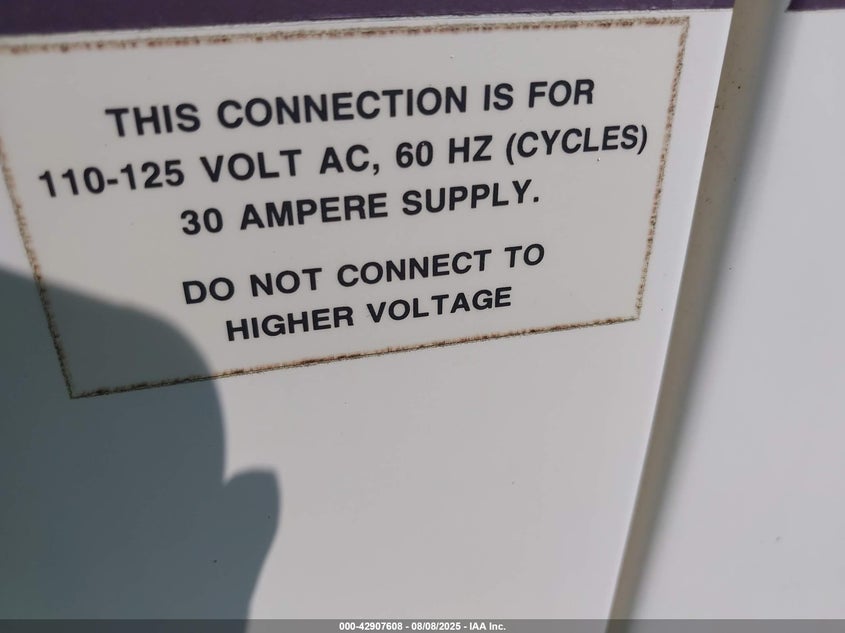 THIS CONNECTION IS FOR
110-125 VOLT AC, 60 HZ (CYCLES)
30 AMPERE SUPPLY.
DO NOT CONNECT TO
HIGHER VOLTAGE
000-42907608 - 08/08/2025 - IAA Inc.